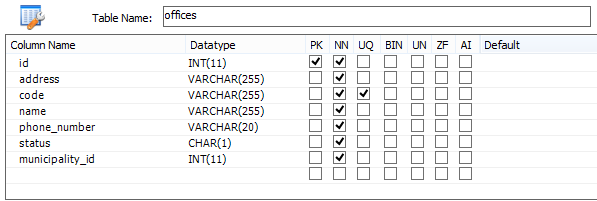 Table Name: offices
Column Name Datatype PK NN UQ BIN UN ZF AI Default
id INT(11)
address VARCHAR(255)
code VARCHAR(255)
name VARCHAR(255)
phone_number VARCHAR(20)
status CHAR(1)
municipality_id INT(11)